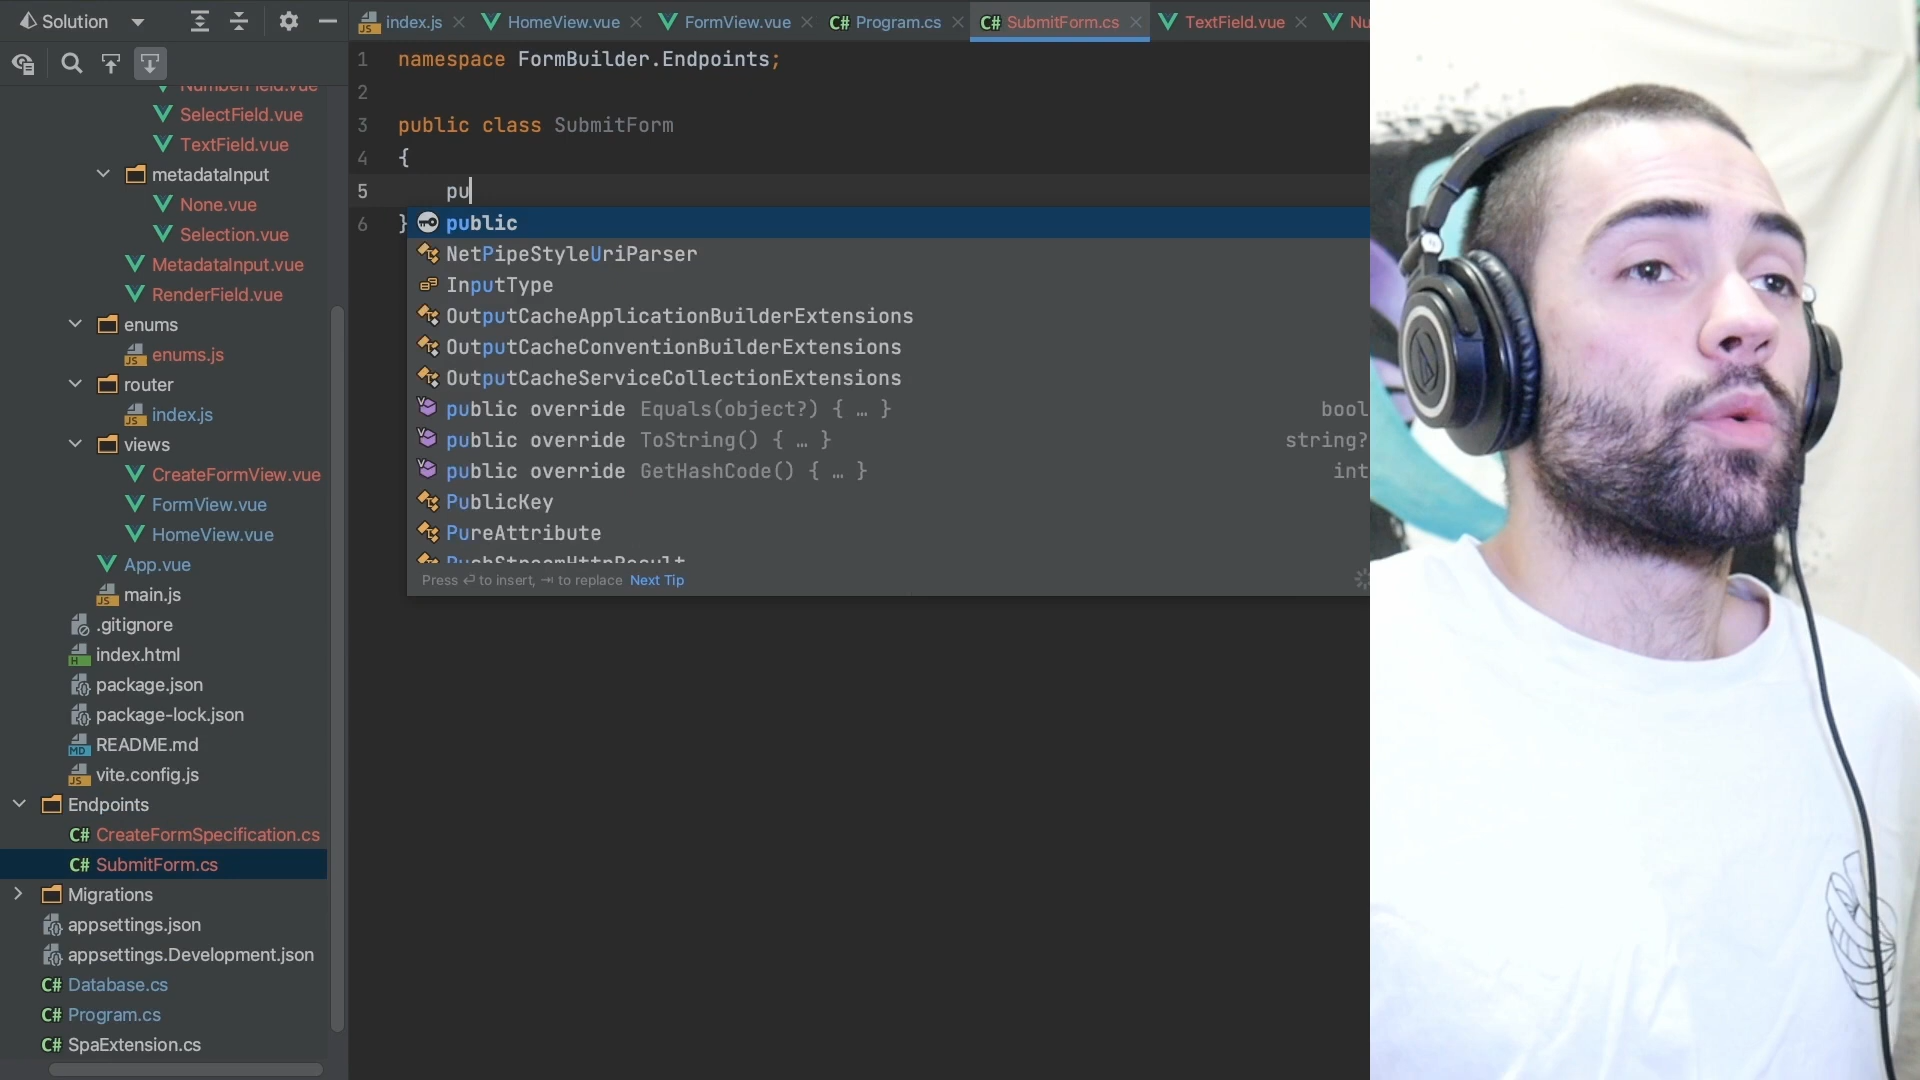 Solution
index.js
HomeView.vue
FormView.vue
C# Program.cs
C# SubmitForm.cs
TextField.vue
Nu
NumberField.vue
SelectField.vue
TextField.vue
metadataInput
None.vue
Selection.vue
MetadataInput.vue
RenderField.vue
enums
JS enums.js
router
JS index.js
views
CreateFormView.vue
FormView.vue
HomeView.vue
App.vue
JS main.js
.gitignore
H index.html
package.json
package-lock.json
MD README.md
JS vite.config.js
Endpoints
C# CreateFormSpecification.cs
C# SubmitForm.cs
Migrations
appsettings.json
appsettings.Development.json
C# Database.cs
C# Program.cs
C# SpaExtension.cs
1 namespace FormBuilder.Endpoints;
2
3 public class SubmitForm
4 {
5 pu
6 }
public
NetPipeStyleUriParser
InputType
OutputCacheApplicationBuilderExtensions
OutputCacheConventionBuilderExtensions
OutputCacheServiceCollectionExtensions
public override Equals(object?) { … } bool
public override ToString() { … } string?
public override GetHashCode() { … } int
PublicKey
PureAttribute
PushStreamHttpResult
Press ↵ to insert, ⇥ to replace Next Tip